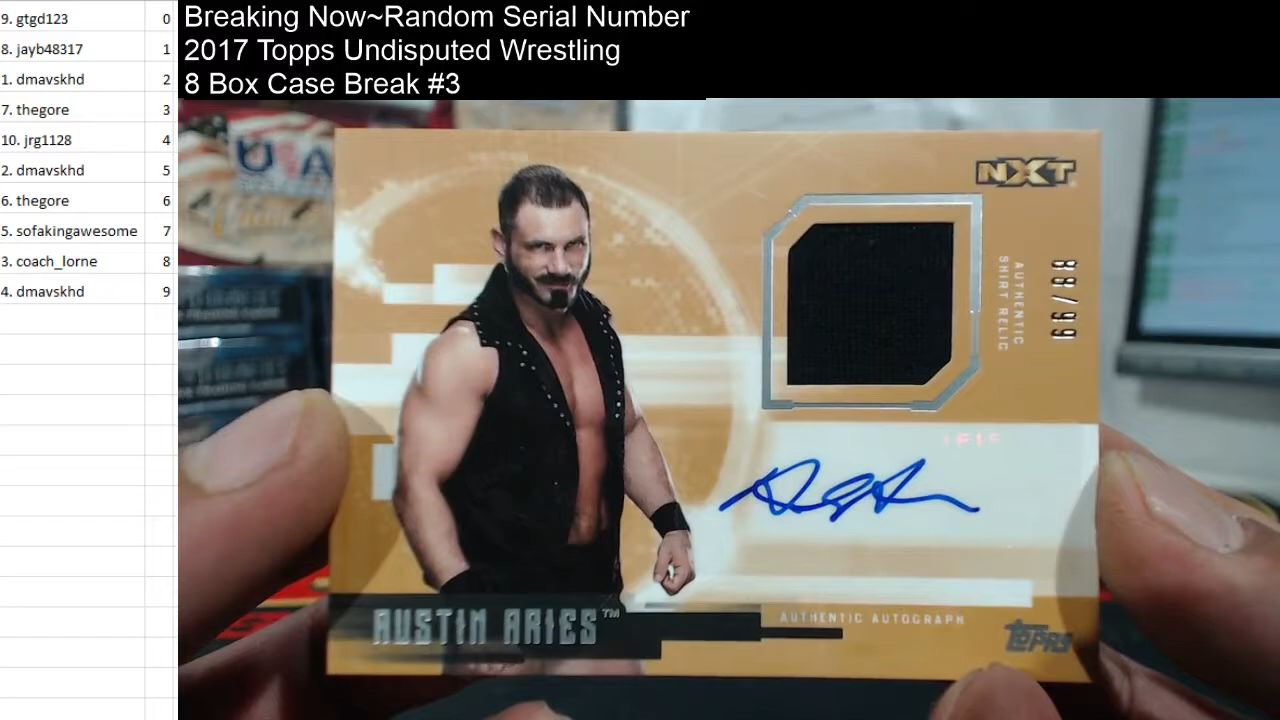 9. gtgd123 0
8. jayb48317 1
1. dmavskhd 2
7. thegore 3
10. jrg1128 4
2. dmavskhd 5
6. thegore 6
5. sofakingawesome 7
3. coach_lorne 8
4. dmavskhd 9
Breaking Now~Random Serial Number
2017 Topps Undisputed Wrestling
8 Box Case Break #3
USA
NXT
AUTHENTIC
SHIRT RELIC
88/99
AUSTIN ARIES™
AUTHENTIC AUTOGRAPH
TOPPS